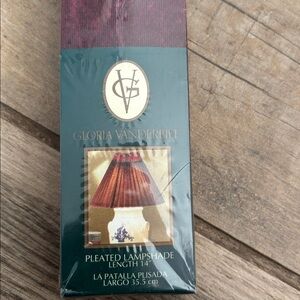 GV
GLORIA VANDERBILT
PLEATED LAMPSHADE
LENGTH 14"
LA PATALLA PLISADA
LARGO 35.5 cm